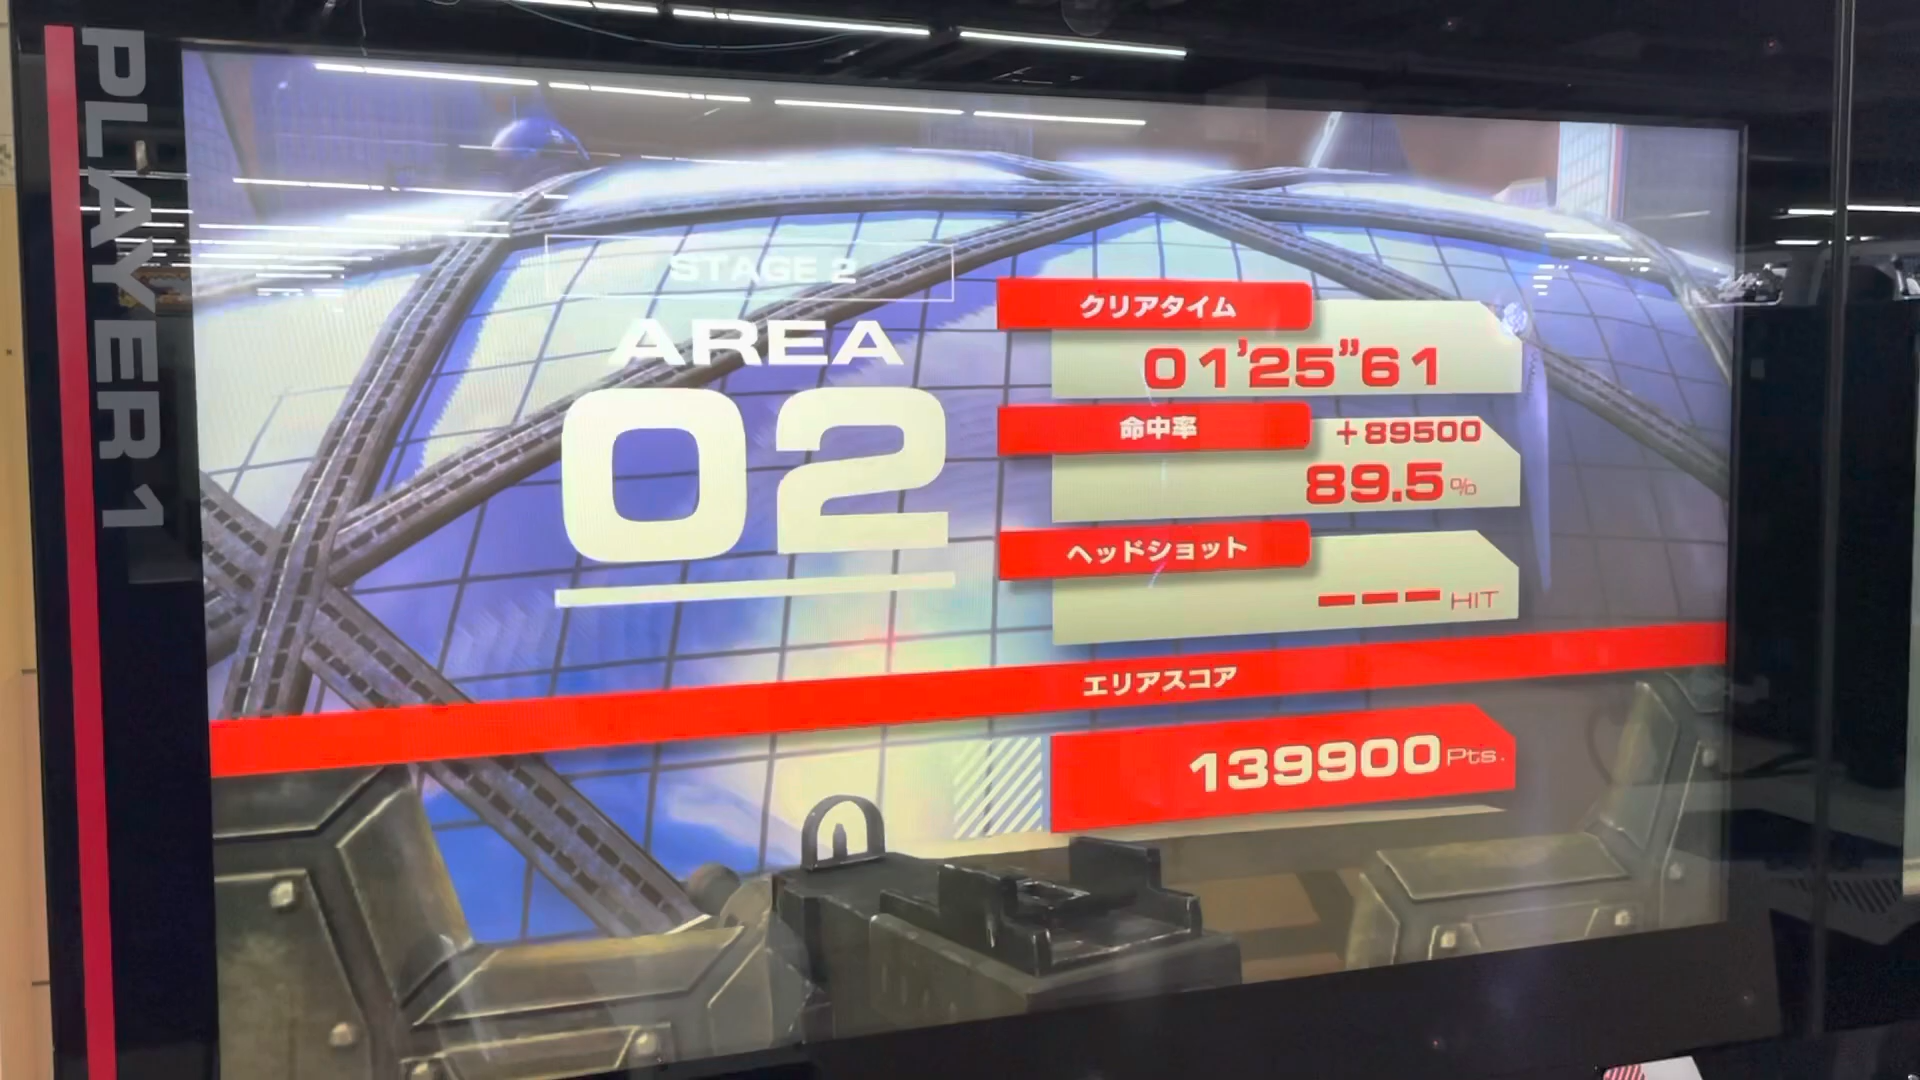 PLAYER 1
STAGE 2
AREA
02
クリアタイム
01'25"61
命中率
+89500
89.5%
ヘッドショット
---HIT
エリアスコア
139900Pts.